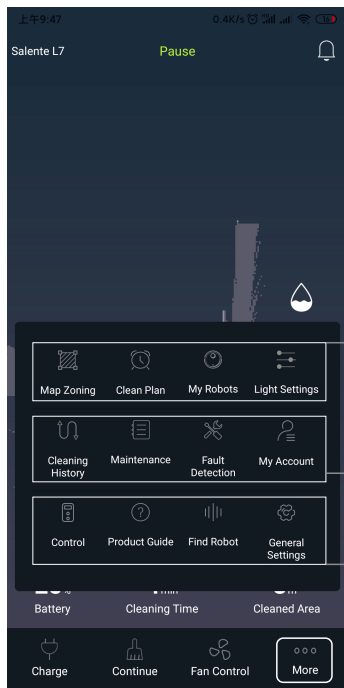 上午9:47 0.4K/s 16
Salente L7 Pause
Map Zoning Clean Plan My Robots Light Settings
Cleaning History Maintenance Fault Detection My Account
Control Product Guide Find Robot General Settings
min
Battery Cleaning Time Cleaned Area
Charge Continue Fan Control More